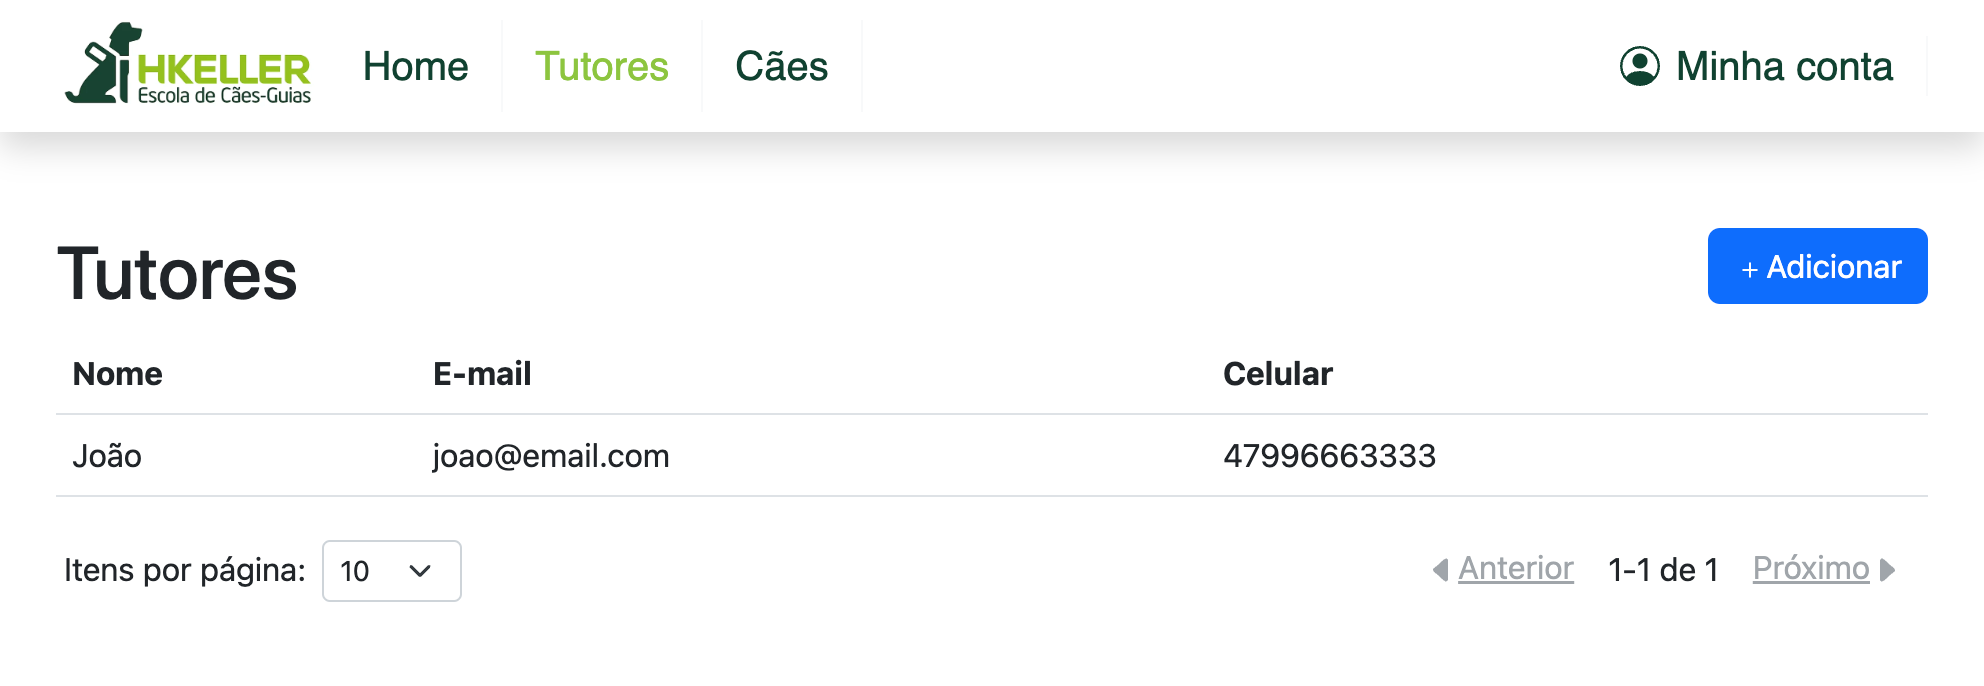 HKELLER
Escola de Cães-Guias
Home
Tutores
Cães
Minha conta
Tutores
+ Adicionar
Nome E-mail Celular
João joao@email.com 47996663333
Itens por página: 10
Anterior 1-1 de 1 Próximo